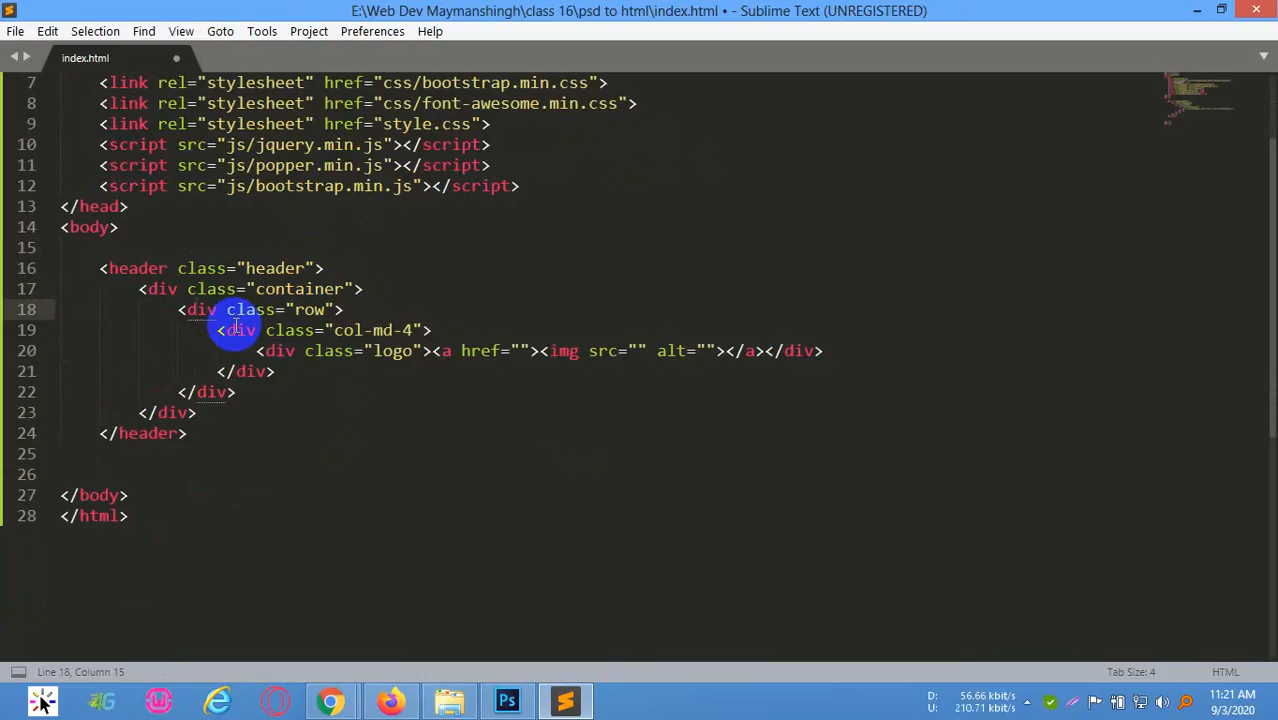 E:\Web Dev Maymanshingh\class 16\psd to html\index.html • - Sublime Text (UNREGISTERED)
File Edit Selection Find View Goto Tools Project Preferences Help
index.html
7 <link rel="stylesheet" href="css/bootstrap.min.css">
8 <link rel="stylesheet" href="css/font-awesome.min.css">
9 <link rel="stylesheet" href="style.css">
10 <script src="js/jquery.min.js"></script>
11 <script src="js/popper.min.js"></script>
12 <script src="js/bootstrap.min.js"></script>
13 </head>
14 <body>
15
16 <header class="header">
17 <div class="container">
18 <div class="row">
19 <div class="col-md-4">
20 <div class="logo"><a href=""><img src="" alt=""></a></div>
21 </div>
22 </div>
23 </div>
24 </header>
25
26
27 </body>
28 </html>
Line 18, Column 15 Tab Size: 4 HTML
D: 56.66 kbit/s
U: 210.71 kbit/s
11:21 AM
9/3/2020